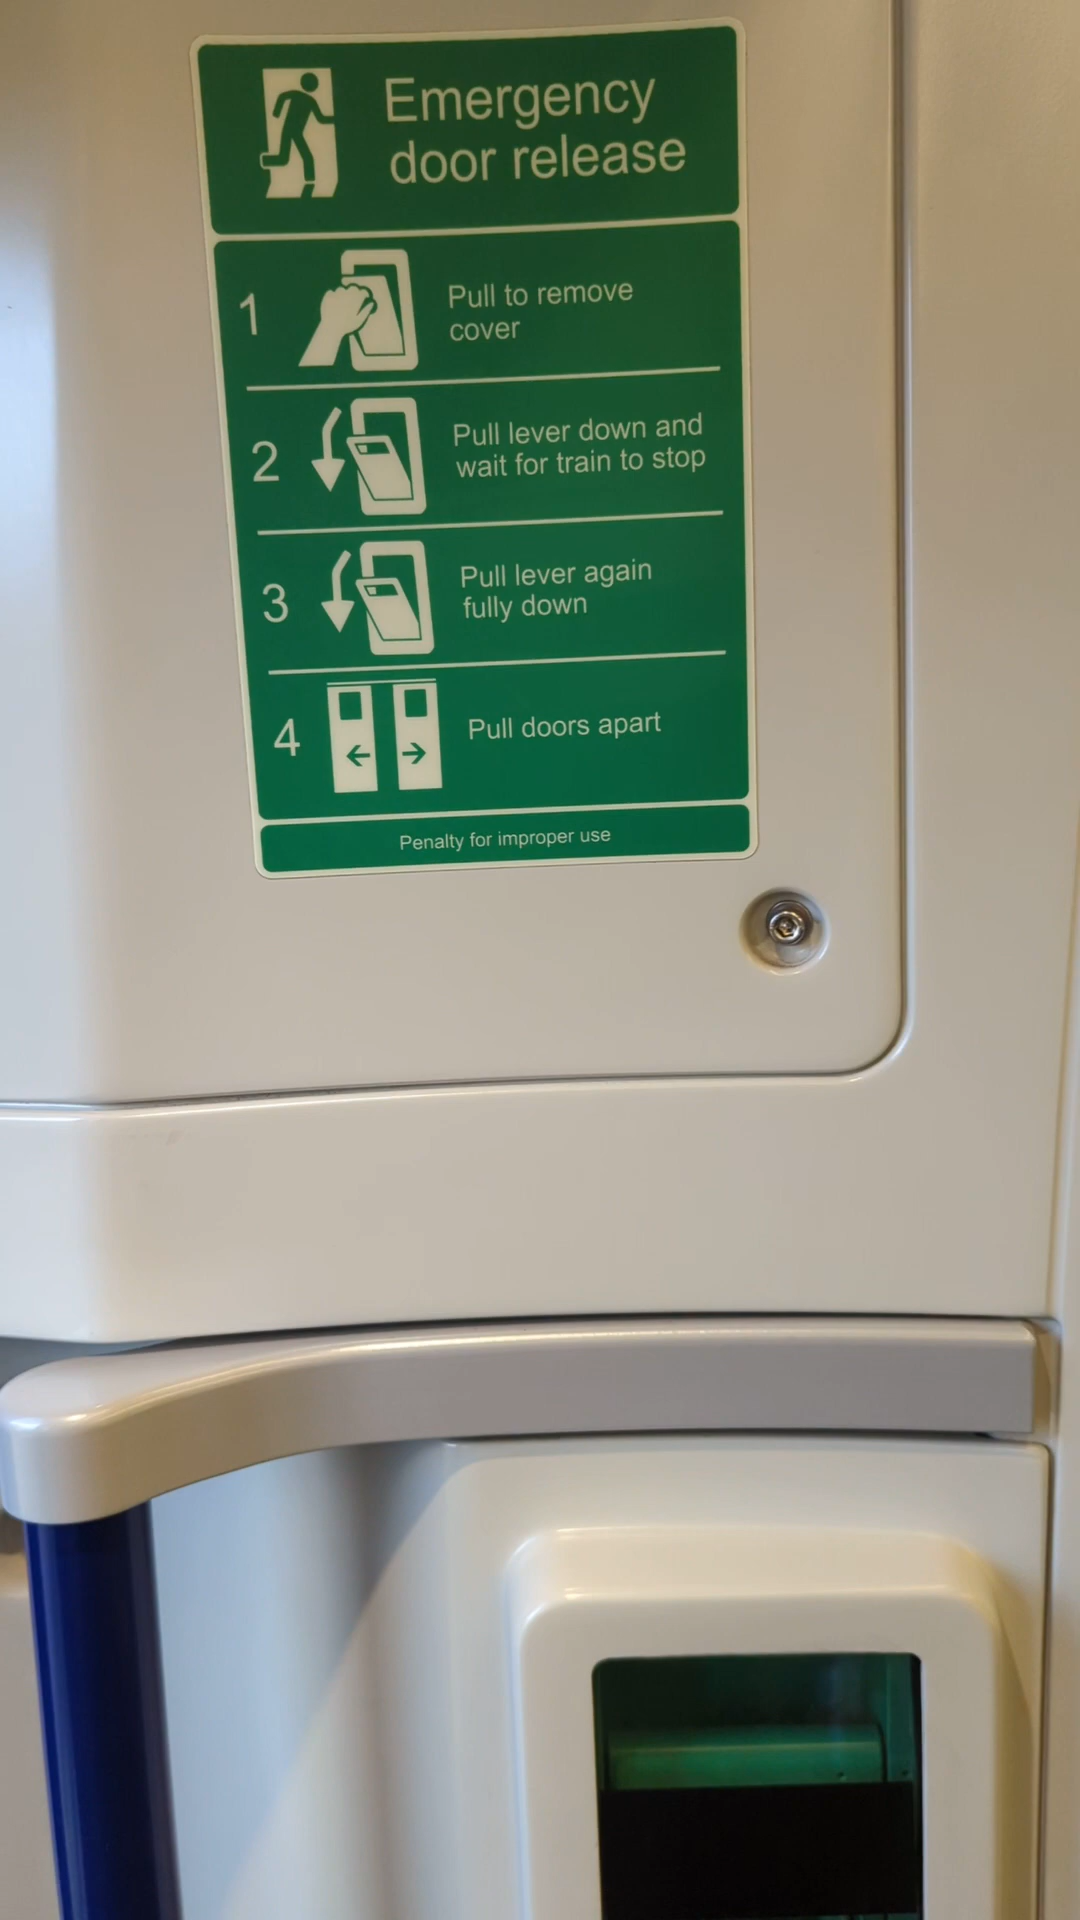 Emergency
door release
1
Pull to remove
cover
2
Pull lever down and
wait for train to stop
3
Pull lever again
fully down
4
Pull doors apart
Penalty for improper use